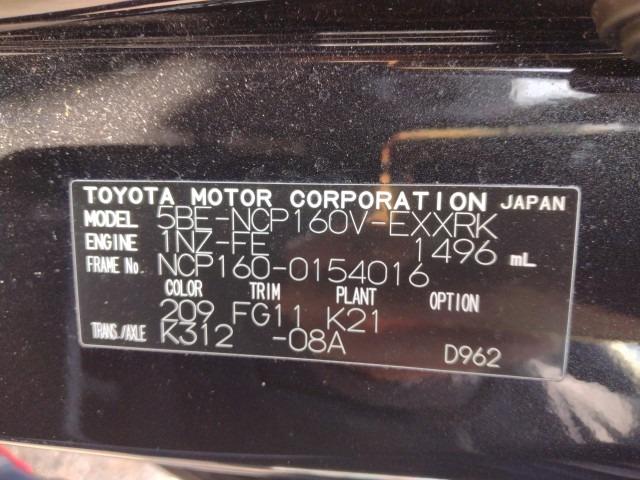 TOYOTA MOTOR CORPORATION JAPAN
MODEL 5BE-NCP160V-EXXRK
ENGINE 1NZ-FE 1496 mL
FRAME No. NCP160-0154016
COLOR TRIM PLANT OPTION
209 FG11 K21
TRANS./AXLE K312 -08A
D962